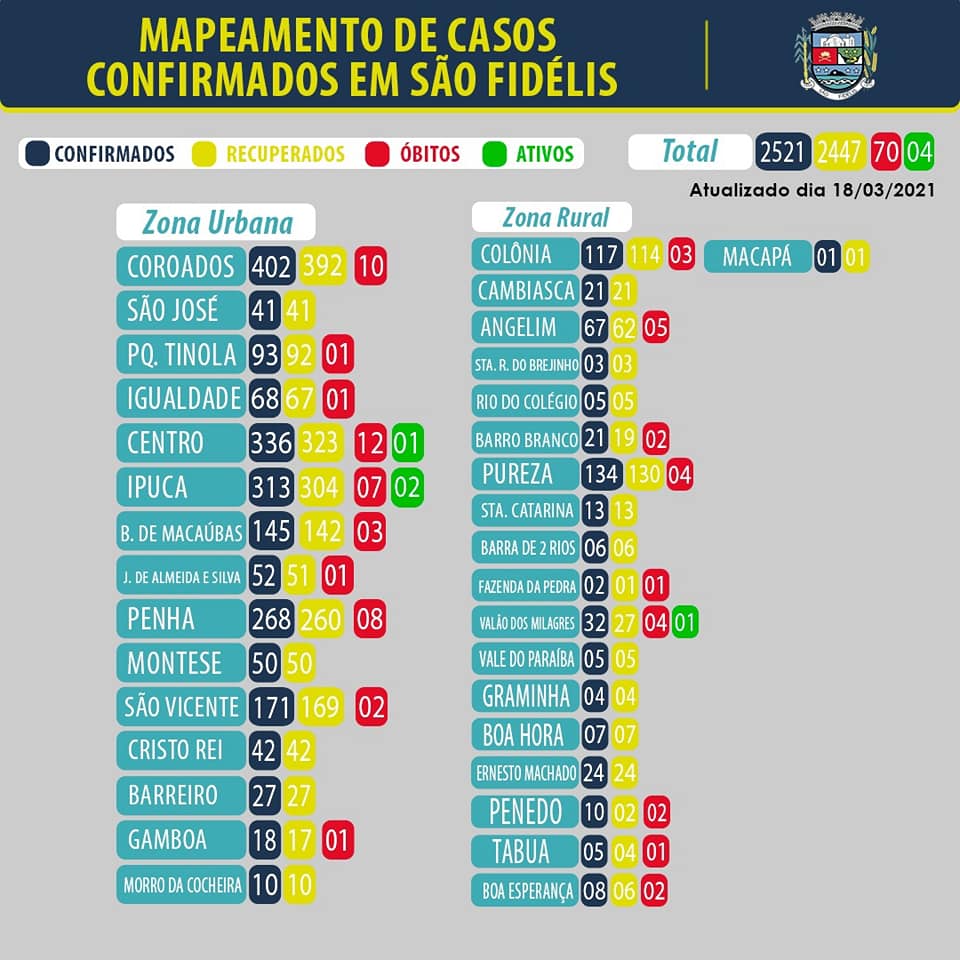 MAPEAMENTO DE CASOS
CONFIRMADOS EM SÃO FIDÉLIS
SÃO FIDÉLIS
CONFIRMADOS RECUPERADOS ÓBITOS ATIVOS
Total 2521 2447 70 04
Atualizado dia 18/03/2021
Zona Urbana
COROADOS 402 392 10
SÃO JOSÉ 41 41
PQ. TINOLA 93 92 01
IGUALDADE 68 67 01
CENTRO 336 323 12 01
IPUCA 313 304 07 02
B. DE MACAÚBAS 145 142 03
J. DE ALMEIDA E SILVA 52 51 01
PENHA 268 260 08
MONTESE 50 50
SÃO VICENTE 171 169 02
CRISTO REI 42 42
BARREIRO 27 27
GAMBOA 18 17 01
MORRO DA COCHEIRA 10 10
Zona Rural
COLÔNIA 117 114 03
CAMBIASCA 21 21
ANGELIM 67 62 05
STA. R. DO BREJINHO 03 03
RIO DO COLÉGIO 05 05
BARRO BRANCO 21 19 02
PUREZA 134 130 04
STA. CATARINA 13 13
BARRA DE 2 RIOS 06 06
FAZENDA DA PEDRA 02 01 01
VALÃO DOS MILAGRES 32 27 04 01
VALE DO PARAÍBA 05 05
GRAMINHA 04 04
BOA HORA 07 07
ERNESTO MACHADO 24 24
PENEDO 10 02 02
TABUA 05 04 01
BOA ESPERANÇA 08 06 02
MACAPÁ 01 01